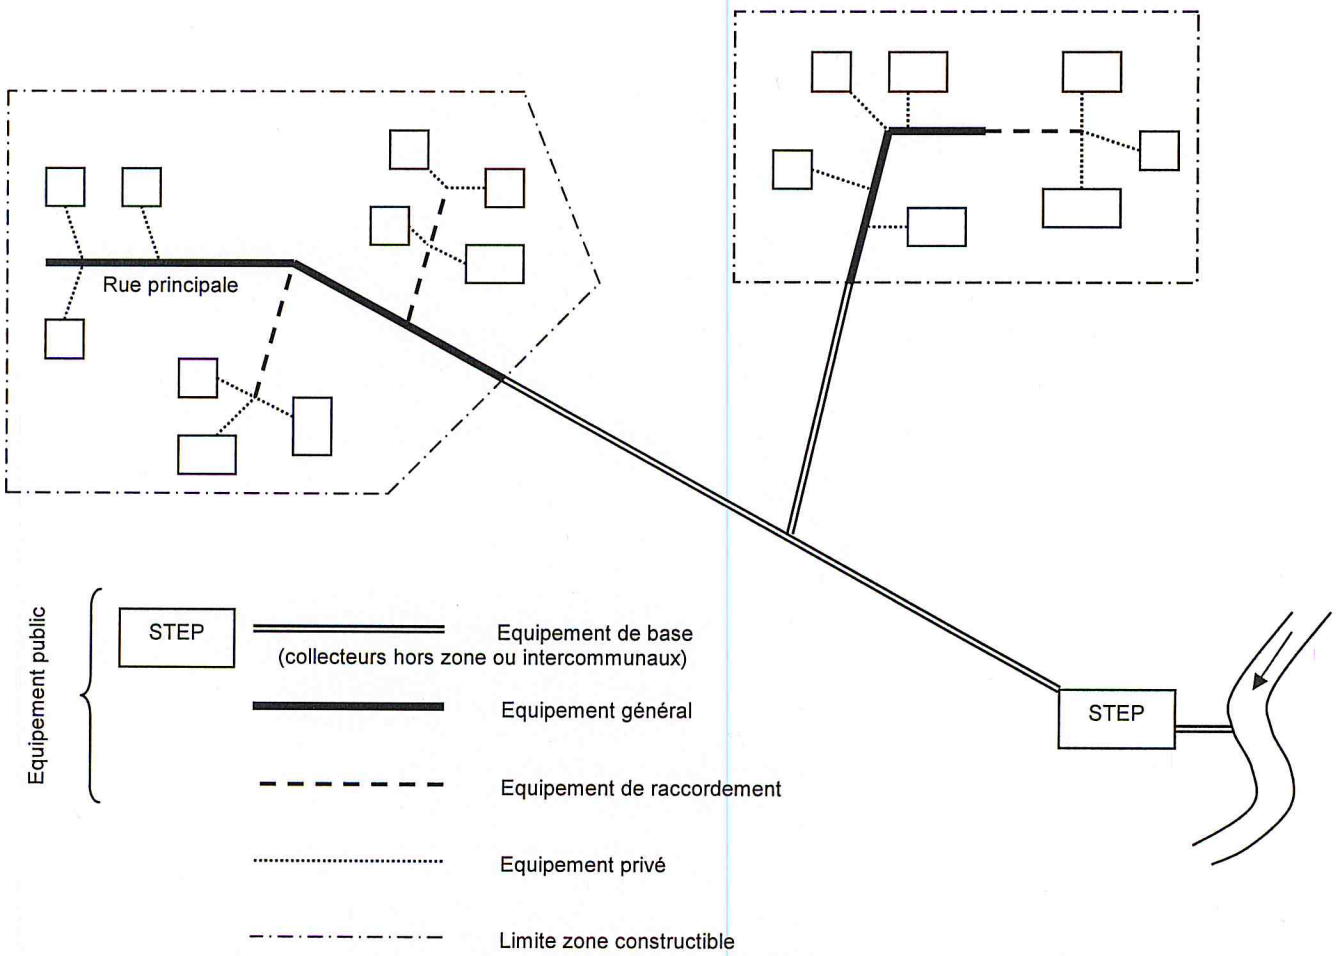 Rue principale
Equipement public
STEP
Equipement de base
(collecteurs hors zone ou intercommunaux)
Equipement général
Equipement de raccordement
Equipement privé
Limite zone constructible
STEP